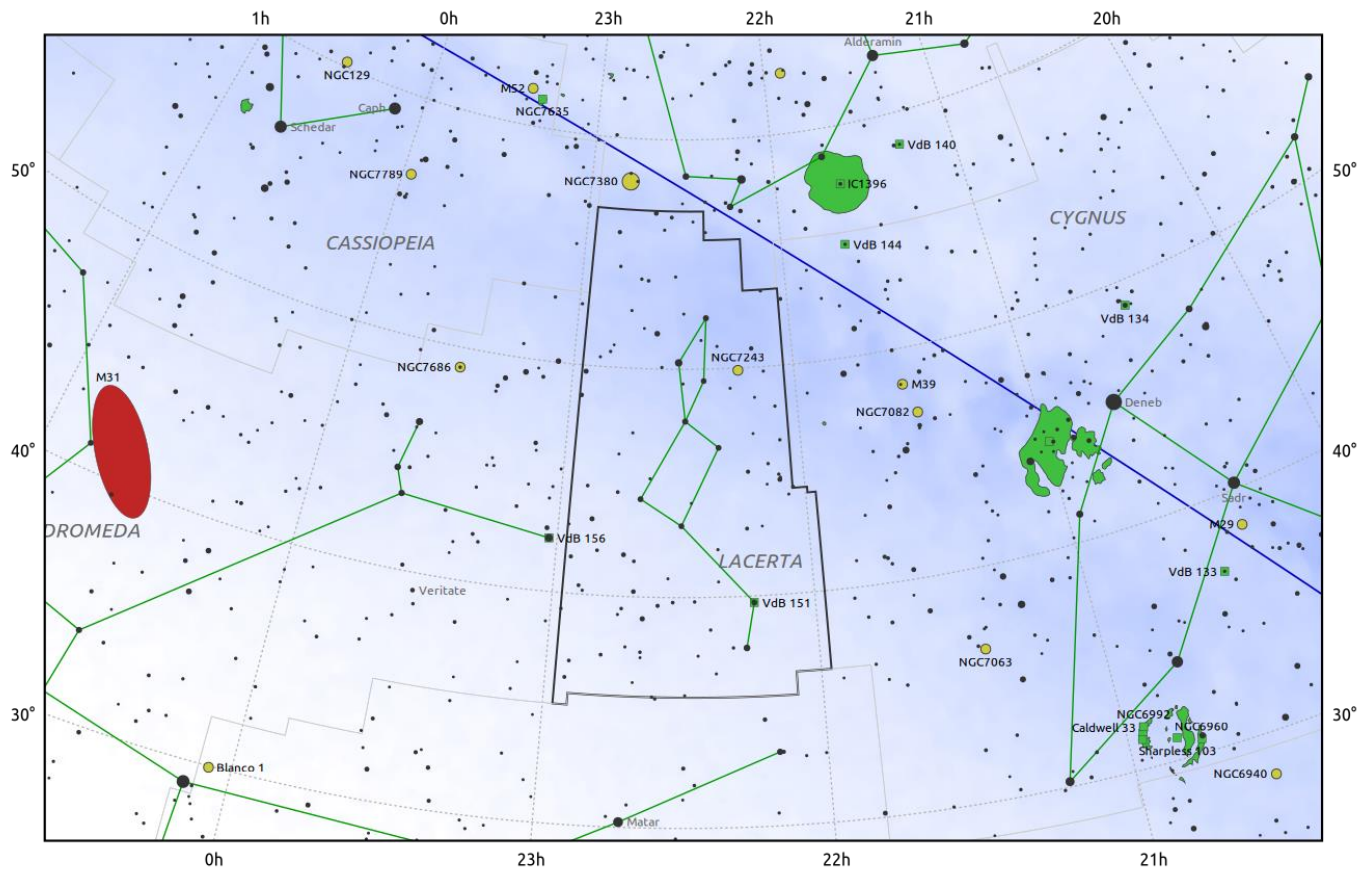 1h 0h 23h 22h 21h 20h
Alderamin
NGC129
M52
NGC7635
Caph
Schedar
VdB 140
50°
50°
NGC7789
NGC7380
IC1396
CYGNUS
CASSIOPEIA
VdB 144
VdB 134
NGC7243
NGC7686
M31
M39
NGC7082
Deneb
40°
40°
Sadr
M29
DROMEDA
VdB 156
LACERTA
VdB 133
Veritate
VdB 151
NGC7063
30°
30°
NGC6992
Caldwell 33
NGC6960
Sharpless 103
Blanco 1
NGC6940
Matar
0h 23h 22h 21h